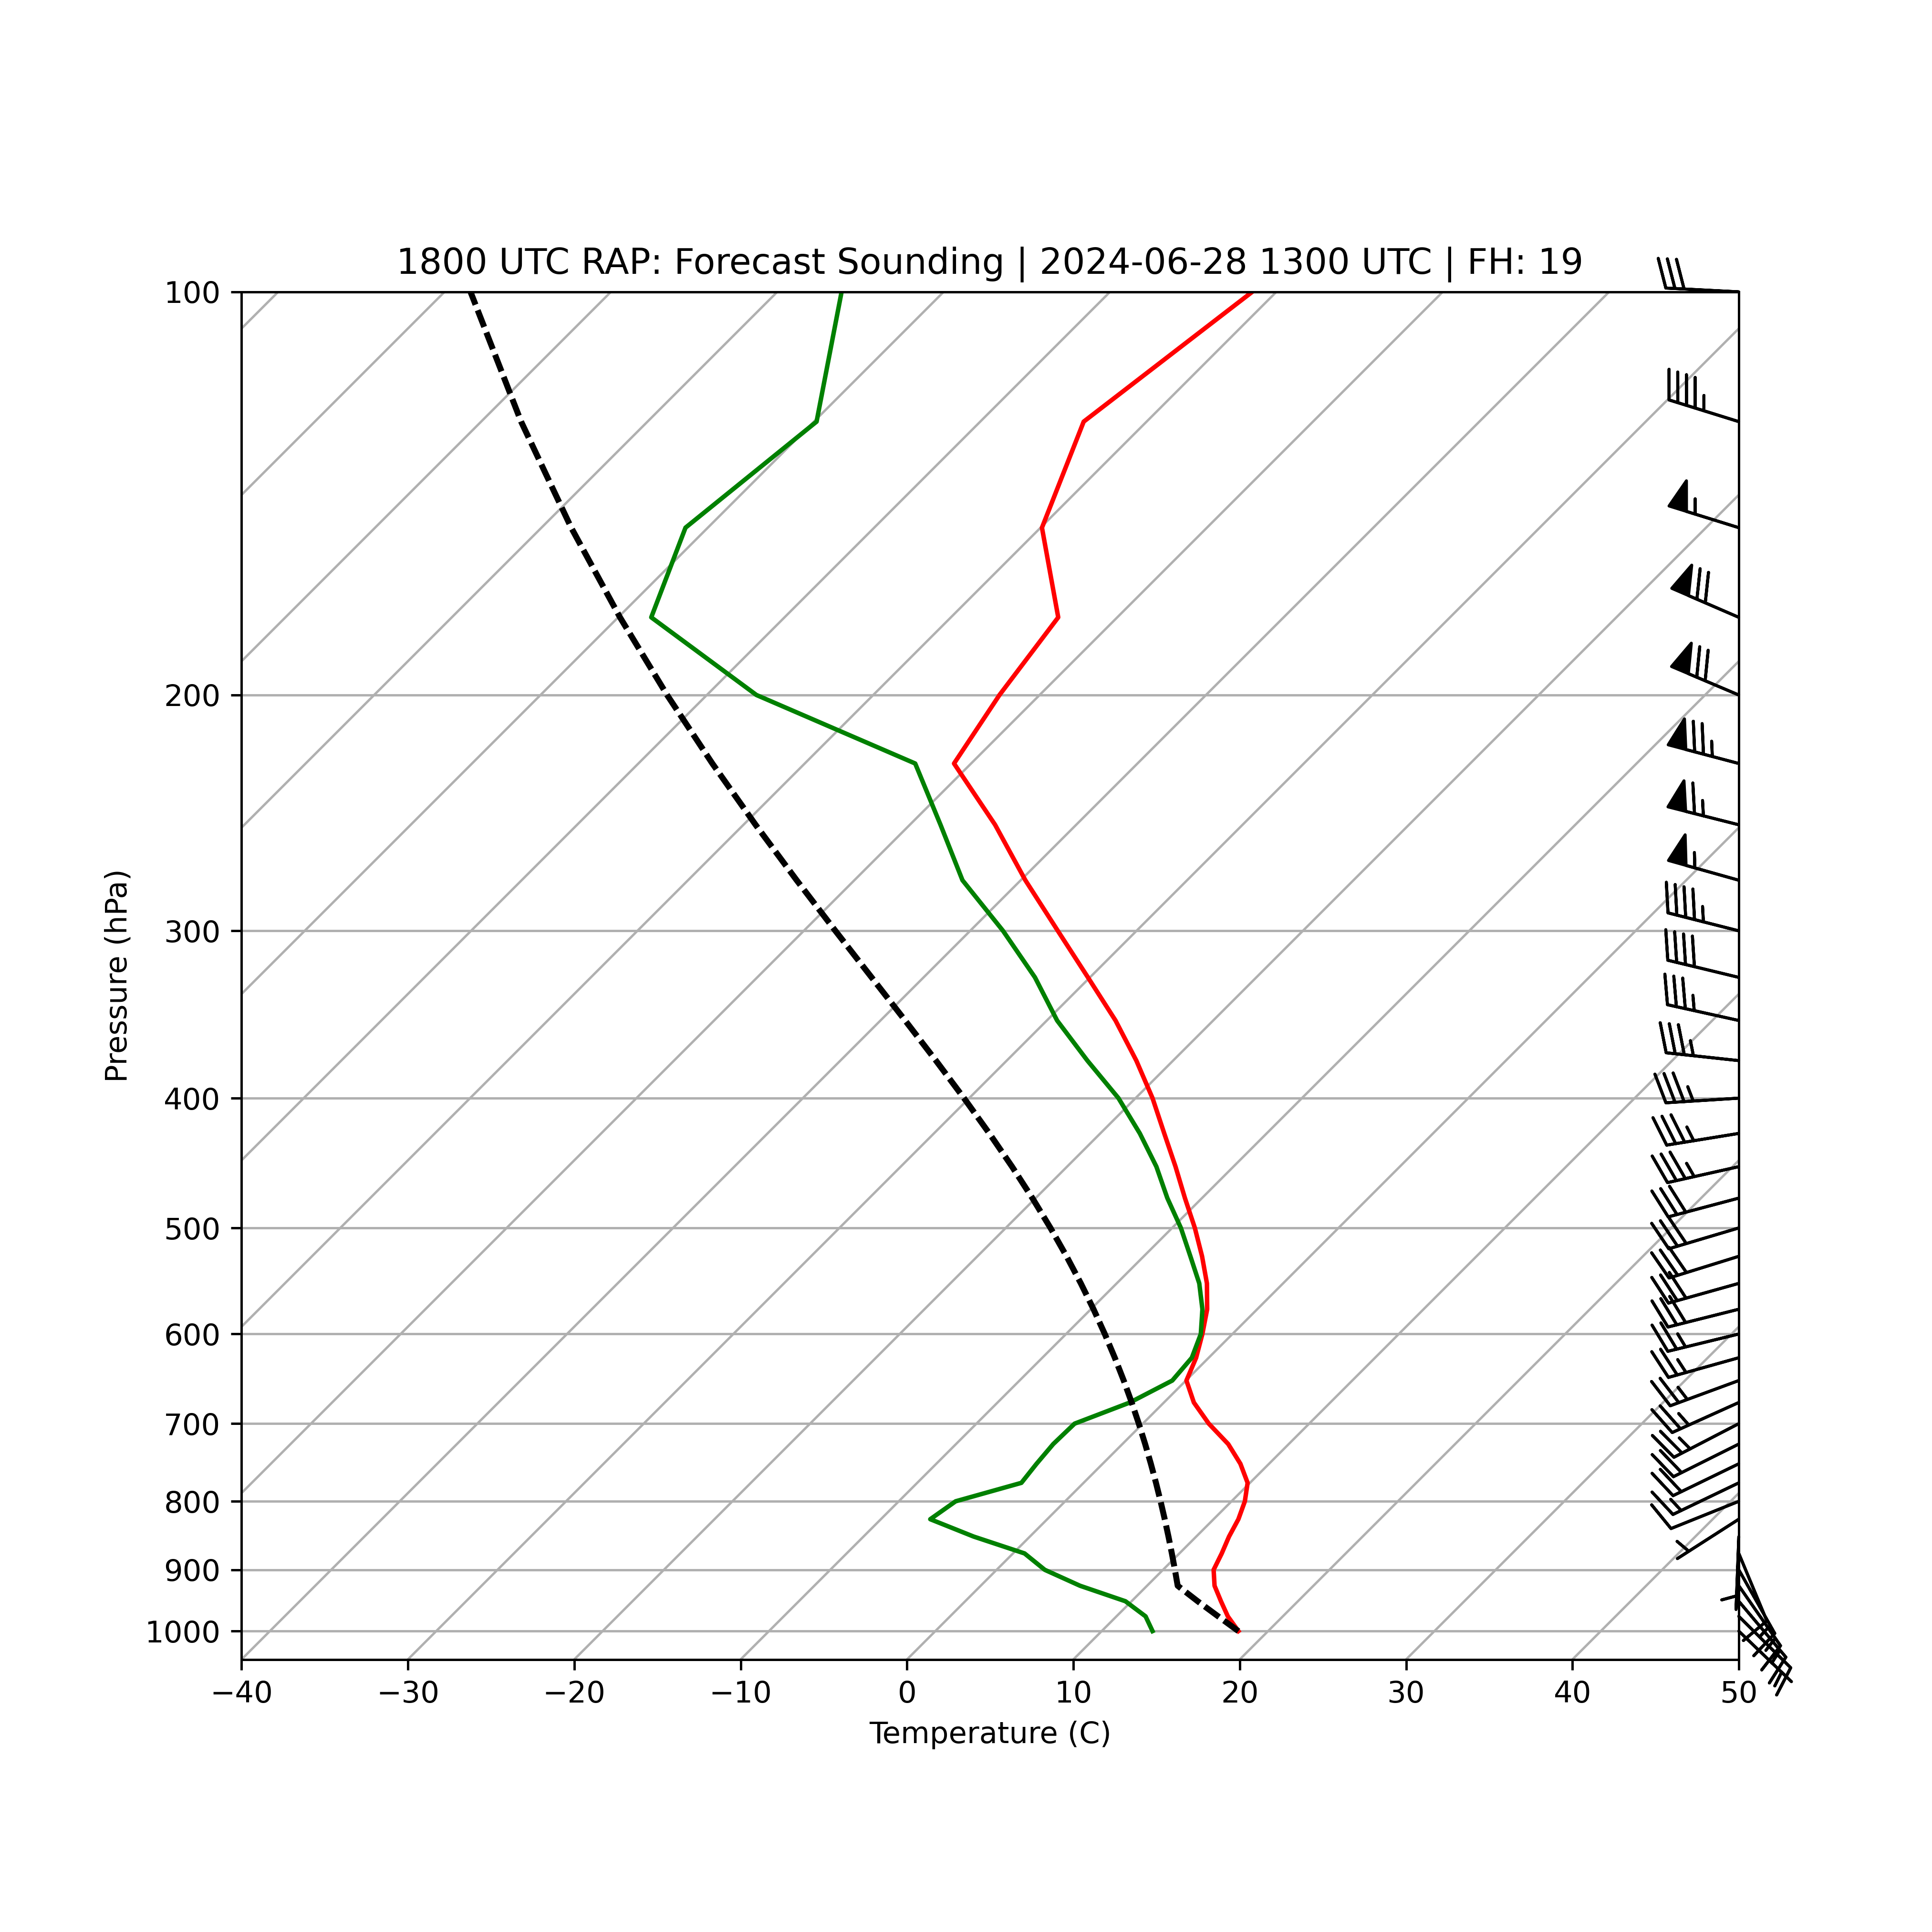 1800 UTC RAP: Forecast Sounding | 2024-06-28 1300 UTC | FH: 19
100
200
300
400
500
600
700
800
900
1000
Pressure (hPa)
−40 −30 −20 −10 0 10 20 30 40 50
Temperature (C)